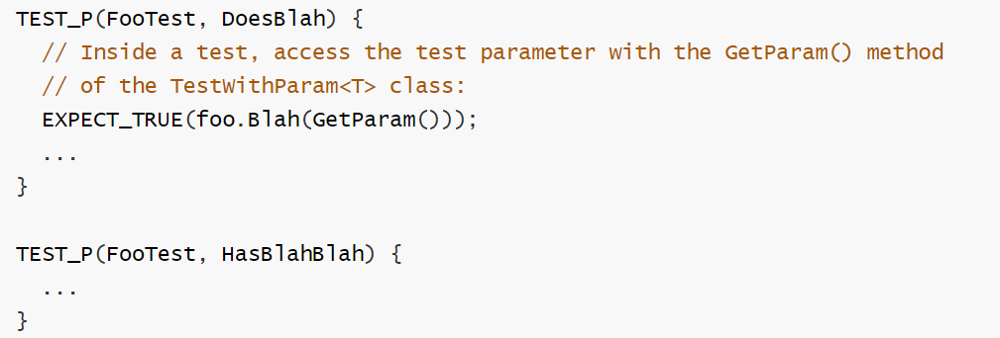 TEST_P(FooTest, DoesBlah) {
  // Inside a test, access the test parameter with the GetParam() method
  // of the TestWithParam<T> class:
  EXPECT_TRUE(foo.Blah(GetParam()));
  ...
}

TEST_P(FooTest, HasBlahBlah) {
  ...
}